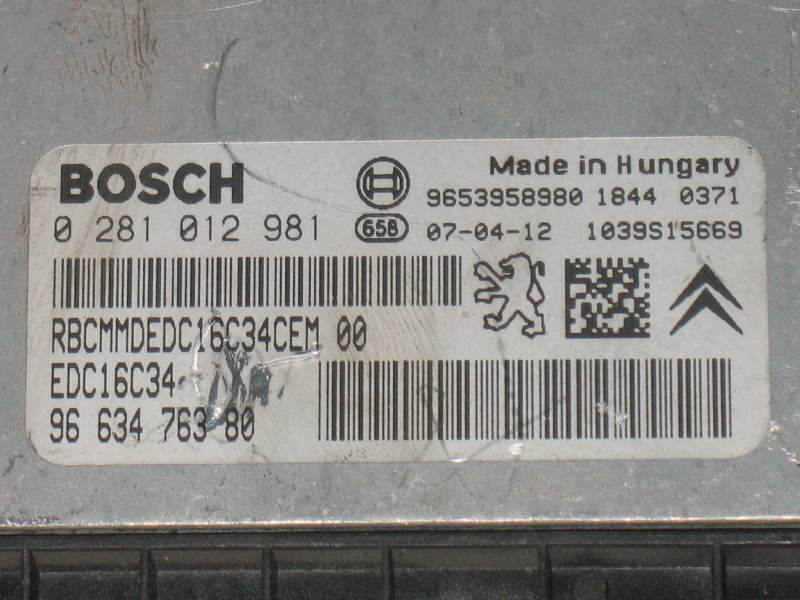 BOSCH
Made in Hungary
9653958980 1844 0371
0 281 012 981
656 07-04-12 1039S15669
RBCMMDEDC16C34CEM 00
EDC16C34
96 634 763 80